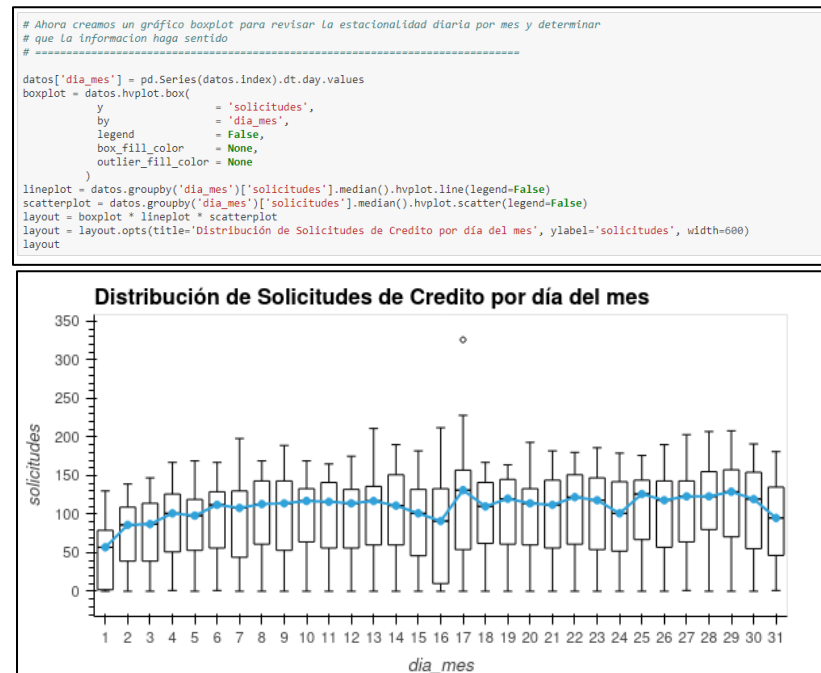 # Ahora creamos un gráfico boxplot para revisar la estacionalidad diaria por mes y determinar
# que la informacion haga sentido
# ==============================================================================
datos['dia_mes'] = pd.Series(datos.index).dt.day.values
boxplot = datos.hvplot.box(
y = 'solicitudes',
by = 'dia_mes',
legend = False,
box_fill_color = None,
outlier_fill_color = None
)
lineplot = datos.groupby('dia_mes')['solicitudes'].median().hvplot.line(legend=False)
scatterplot = datos.groupby('dia_mes')['solicitudes'].median().hvplot.scatter(legend=False)
layout = boxplot * lineplot * scatterplot
layout = layout.opts(title='Distribución de Solicitudes de Credito por día del mes', ylabel='solicitudes', width=600)
layout
Distribución de Solicitudes de Credito por día del mes
350
300
250
200
150
100
50
0
solicitudes
1 2 3 4 5 6 7 8 9 10 11 12 13 14 15 16 17 18 19 20 21 22 23 24 25 26 27 28 29 30 31
dia_mes